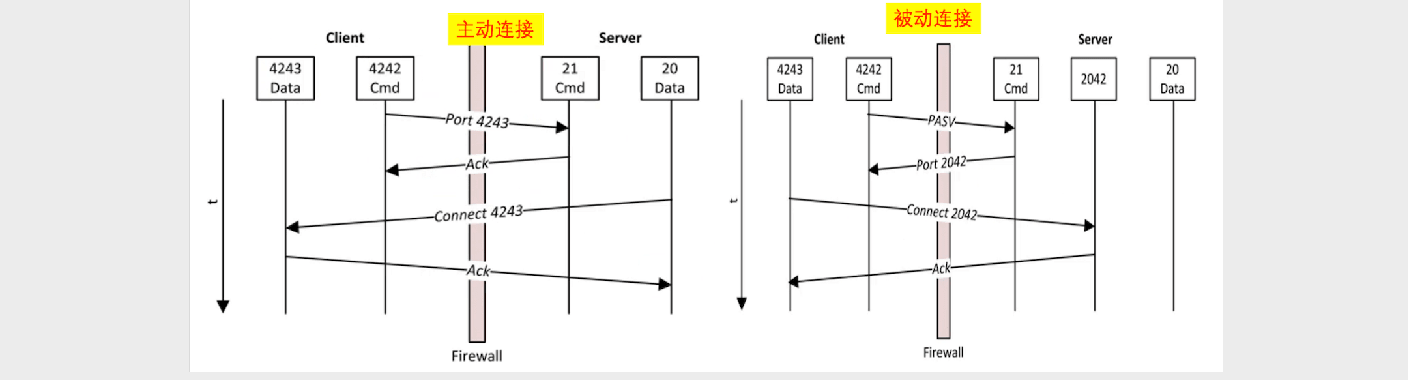 主动连接
Client
Server
4243
Data
4242
Cmd
21
Cmd
20
Data
Port 4243
Ack
t
Connect 4243
Ack
Firewall
被动连接
Client
Server
4243
Data
4242
Cmd
21
Cmd
2042
20
Data
PASV
Port 2042
t
Connect 2042
Ack
Firewall